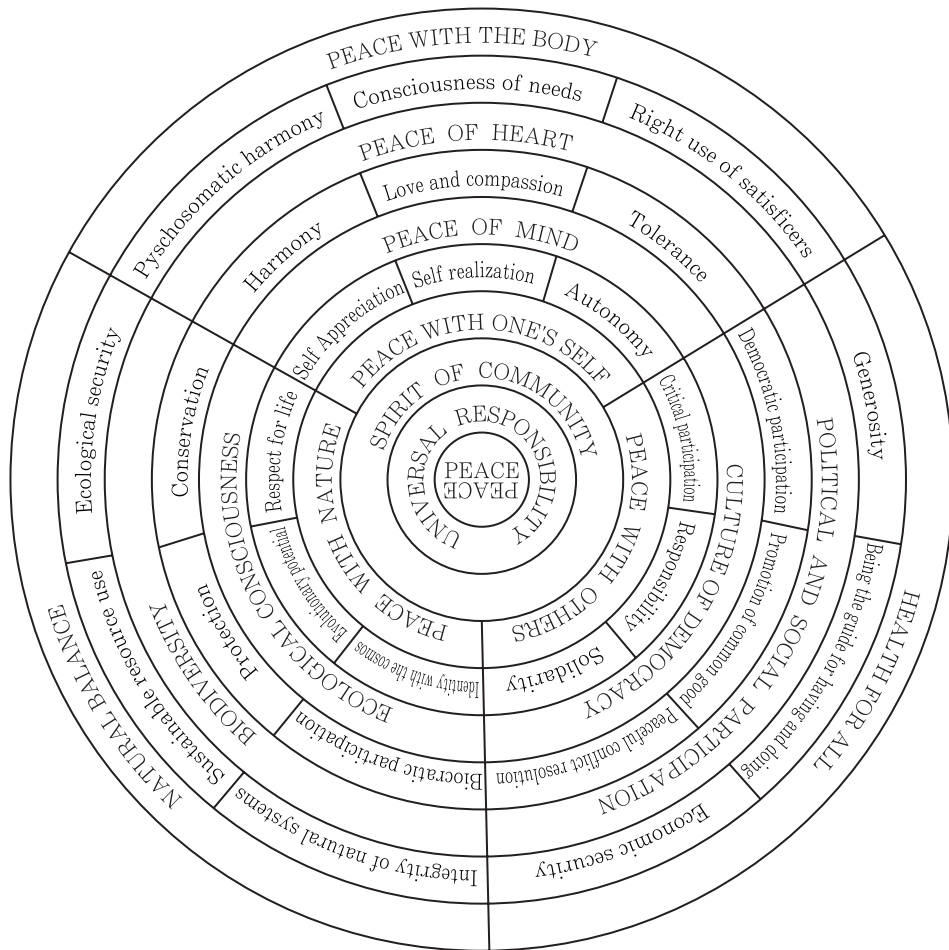 PEACE WITH THE BODY
Pyschosomatic harmony
Consciousness of needs
Right use of satisficers
PEACE OF HEART
Harmony
Love and compassion
Tolerance
PEACE OF MIND
Self Appreciation
Self realization
Autonomy
PEACE WITH ONE'S SELF
SPIRIT OF COMMUNITY
UNIVERSAL RESPONSIBILITY
PEACE
PEACE
PEACE WITH OTHERS
Critical participation
Responsibility
Solidarity
CULTURE OF DEMOCRACY
Democratic participation
Promotion of common good
Peaceful conflict resolution
POLITICAL AND SOCIAL PARTICIPATION
Generosity
Being the guide for having and doing
Economic security
HEALTH FOR ALL
PEACE WITH NATURE
Respect for life
Evolutionary potential
Identity with the cosmos
ECOLOGICAL CONSCIOUSNESS
Conservation
Protection
Biocratic participation
BIODIVERSITY
Ecological security
Sustainable resource use
Integrity of natural systems
NATURAL BALANCE